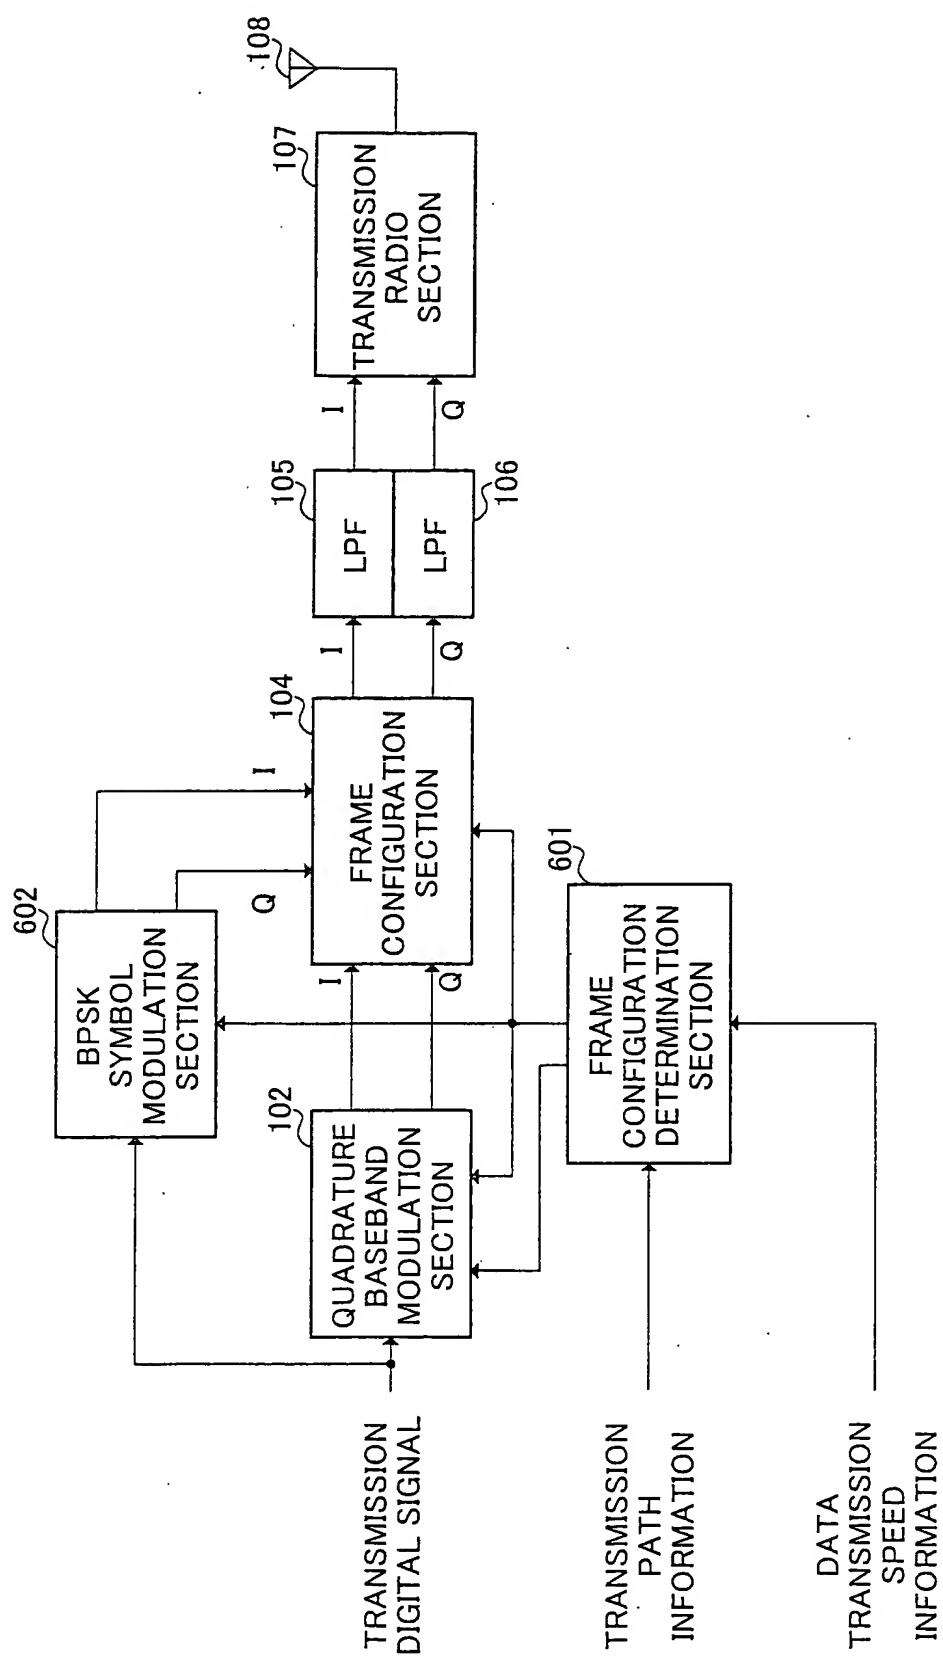 602
BPSK
SYMBOL
MODULATION
SECTION
I
Q
108
102
QUADRATURE
BASEBAND
MODULATION
SECTION
I
Q
104
FRAME
CONFIGURATION
SECTION
I
Q
105
LPF
LPF
106
I
Q
107
TRANSMISSION
RADIO
SECTION
TRANSMISSION
DIGITAL SIGNAL
601
FRAME
CONFIGURATION
DETERMINATION
SECTION
TRANSMISSION
PATH
INFORMATION
DATA
TRANSMISSION
SPEED
INFORMATION